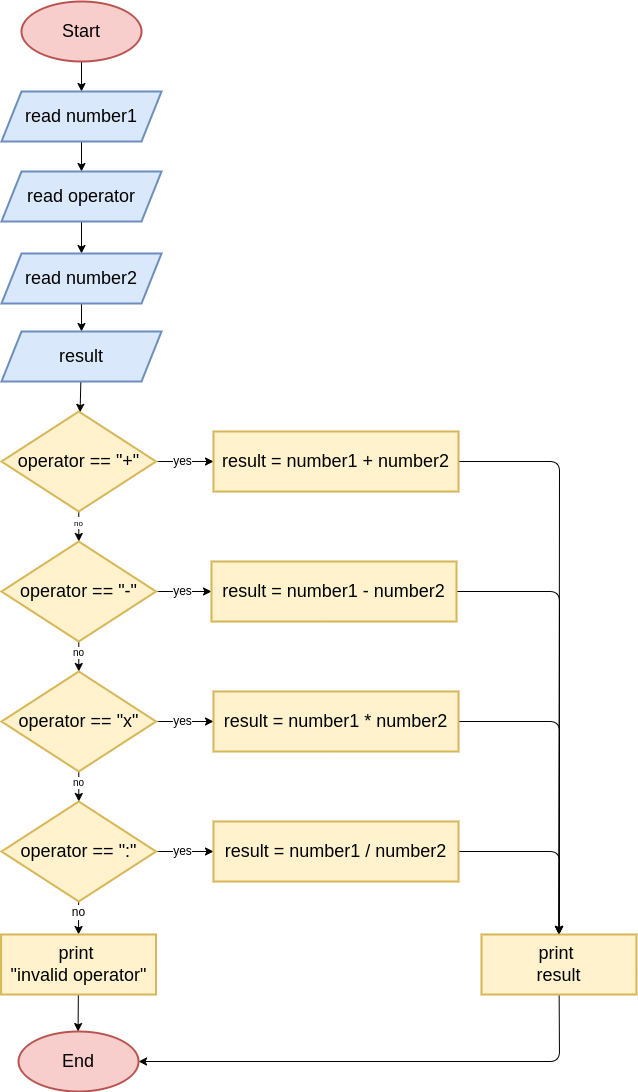 Start
read number1
read operator
read number2
result
operator == "+"
yes
result = number1 + number2
no
operator == "-"
yes
result = number1 - number2
no
operator == "x"
yes
result = number1 * number2
no
operator == ":"
yes
result = number1 / number2
no
print
"invalid operator"
print
result
End